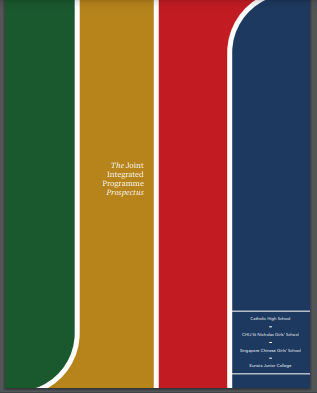 The Joint
Integrated
Programme
Prospectus
Catholic High School
CHIJ St Nicholas Girls' School
Singapore Chinese Girls' School
Eunoia Junior College